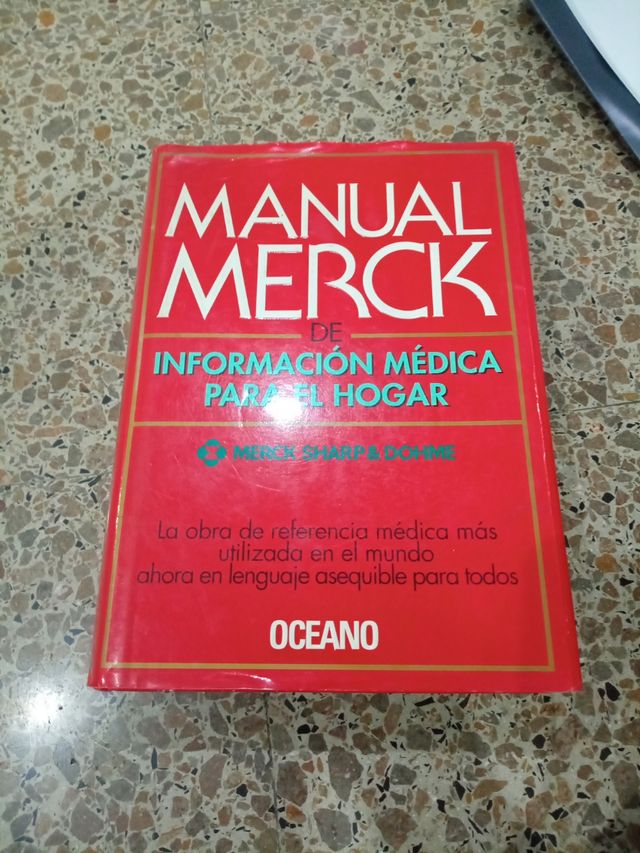 MANUAL
MERCK
DE
INFORMACIÓN MÉDICA
PARA EL HOGAR
MERCK SHARP & DOHME
La obra de referencia médica más
utilizada en el mundo
ahora en lenguaje asequible para todos
OCEANO